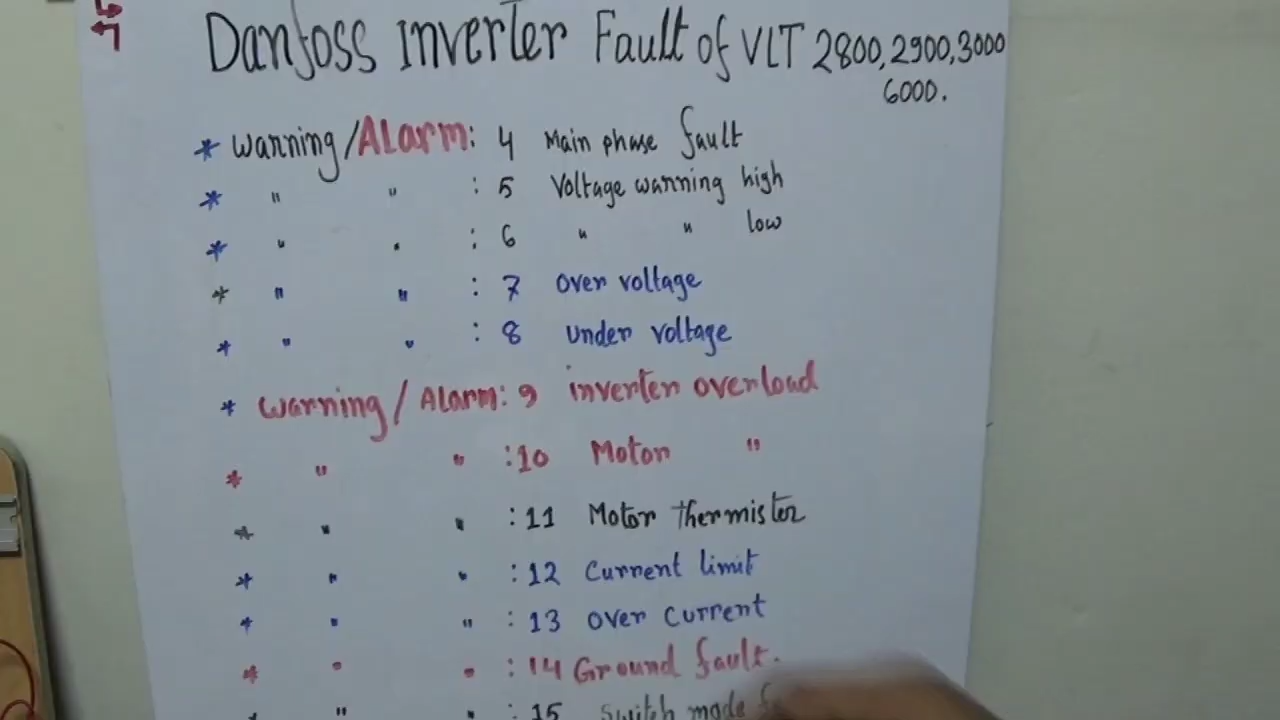 Danfoss Inverter Fault of VLT 2800,2900,3000
6000.
* Warning/Alarm: 4 Main phase fault
* " " : 5 Voltage warning high
* " " : 6 " " low
* " " : 7 over voltage
* " " : 8 under voltage
* Warning/Alarm: 9 inverter overload
* " " :10 Motor "
* " " :11 Motor thermister
* " " :12 Current limit
* " " :13 over current
* " " :14 Ground fault.
* " " :15 Switch mode